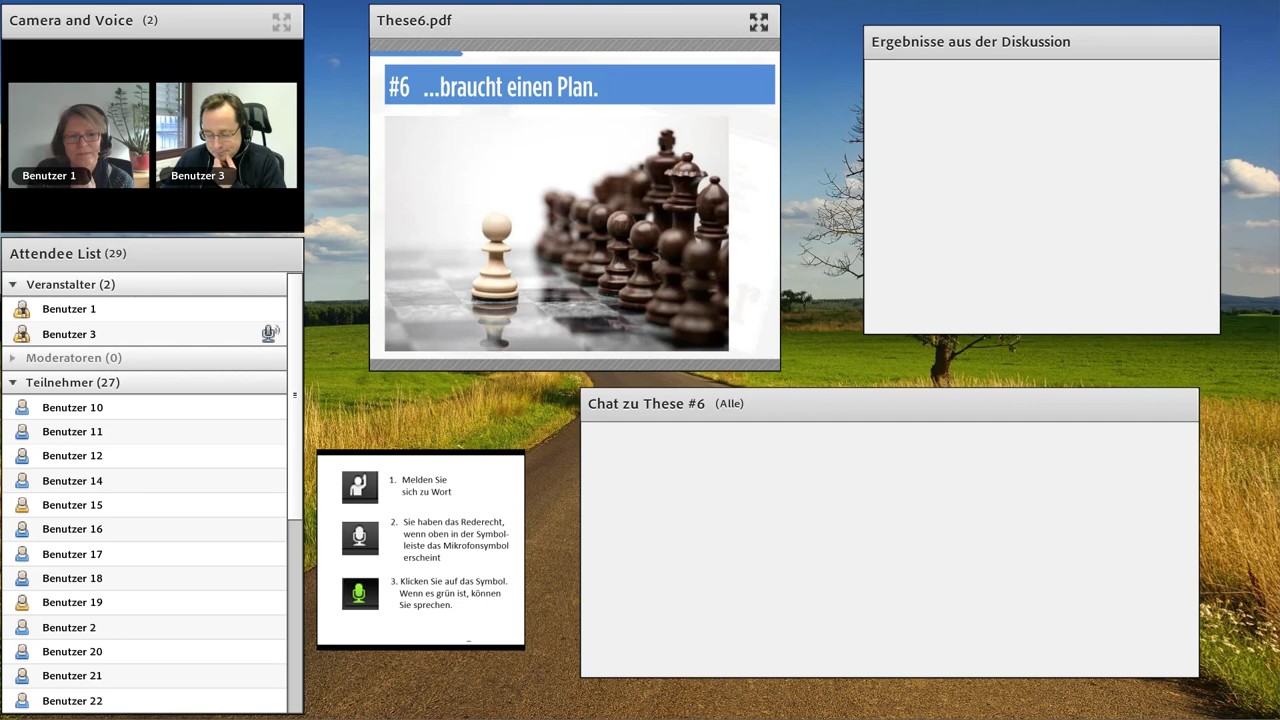 Camera and Voice (2)
Benutzer 1
Benutzer 3
Attendee List (29)
Veranstalter (2)
Benutzer 1
Benutzer 3
Moderatoren (0)
Teilnehmer (27)
Benutzer 10
Benutzer 11
Benutzer 12
Benutzer 14
Benutzer 15
Benutzer 16
Benutzer 17
Benutzer 18
Benutzer 19
Benutzer 2
Benutzer 20
Benutzer 21
Benutzer 22
These6.pdf
#6 ...braucht einen Plan.
1. Melden Sie
sich zu Wort
2. Sie haben das Rederecht,
wenn oben in der Symbol-
leiste das Mikrofonsymbol
erscheint
3. Klicken Sie auf das Symbol.
Wenn es grün ist, können
Sie sprechen.
Ergebnisse aus der Diskussion
Chat zu These #6 (Alle)